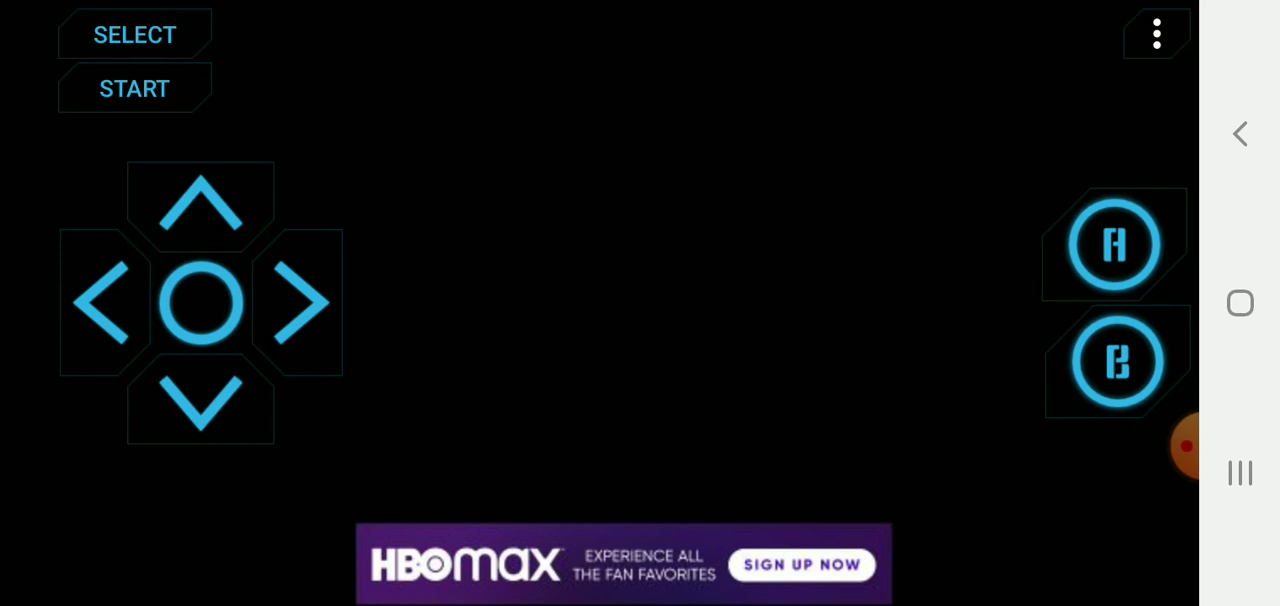 SELECT
START
A
B
HBOMAX
EXPERIENCE ALL
THE FAN FAVORITES
SIGN UP NOW